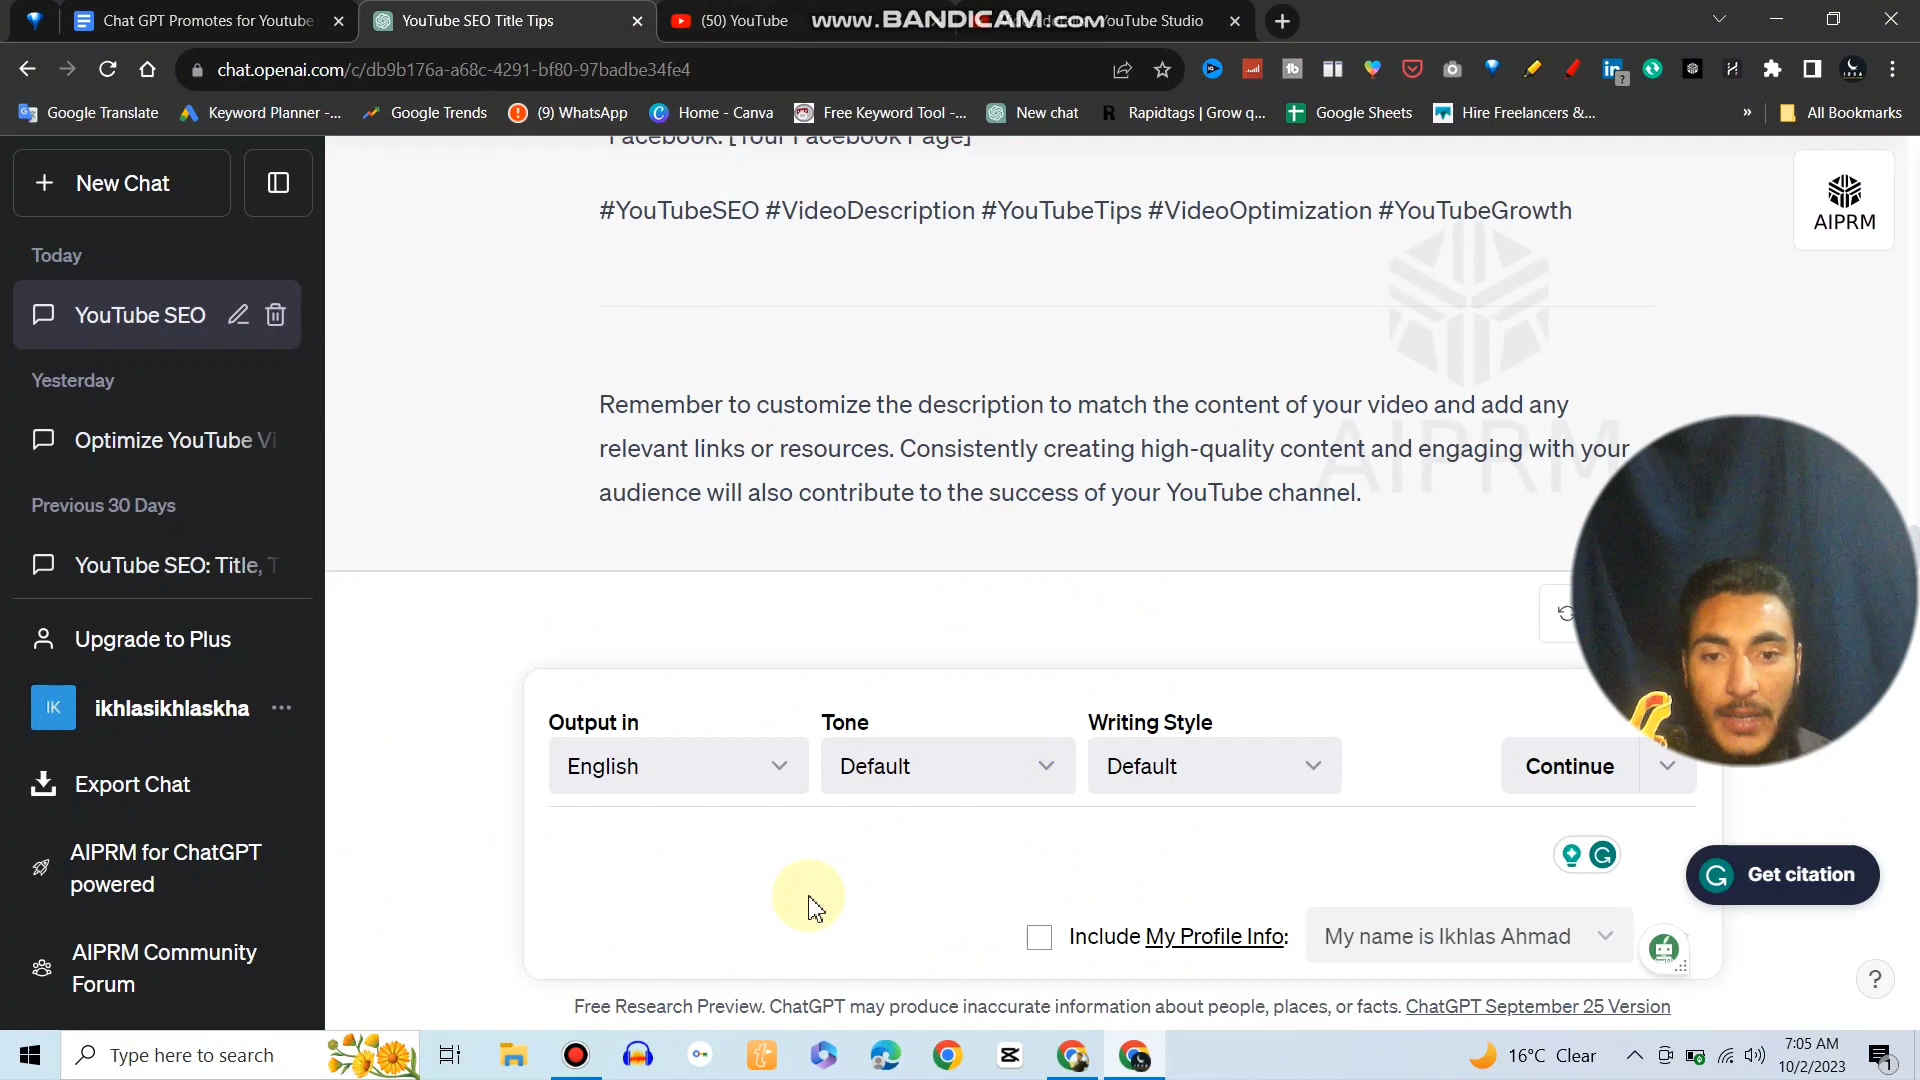 Chat GPT Promotes for Youtube
YouTube SEO Title Tips
(50) YouTube
www.BANDICAM.com
YouTube Studio
chat.openai.com/c/db9b176a-a68c-4291-bf80-97badbe34fe4
Google Translate
Keyword Planner -...
Google Trends
(9) WhatsApp
Home - Canva
Free Keyword Tool -...
New chat
Rapidtags | Grow q...
Google Sheets
Hire Freelancers &...
»
All Bookmarks
New Chat
Today
YouTube SEO
Yesterday
Optimize YouTube Vi
Previous 30 Days
YouTube SEO: Title, T
Upgrade to Plus
IK
ikhlasikhlaskha
Export Chat
AIPRM for ChatGPT
powered
AIPRM Community
Forum
Facebook: [Your Facebook Page]
#YouTubeSEO #VideoDescription #YouTubeTips #VideoOptimization #YouTubeGrowth
AIPRM
Remember to customize the description to match the content of your video and add any
relevant links or resources. Consistently creating high-quality content and engaging with your
audience will also contribute to the success of your YouTube channel.
AIPRM
Output in
Tone
Writing Style
English
Default
Default
Continue
Get citation
Include My Profile Info:
My name is Ikhlas Ahmad
?
Free Research Preview. ChatGPT may produce inaccurate information about people, places, or facts. ChatGPT September 25 Version
Type here to search
16°C Clear
7:05 AM
10/2/2023
1